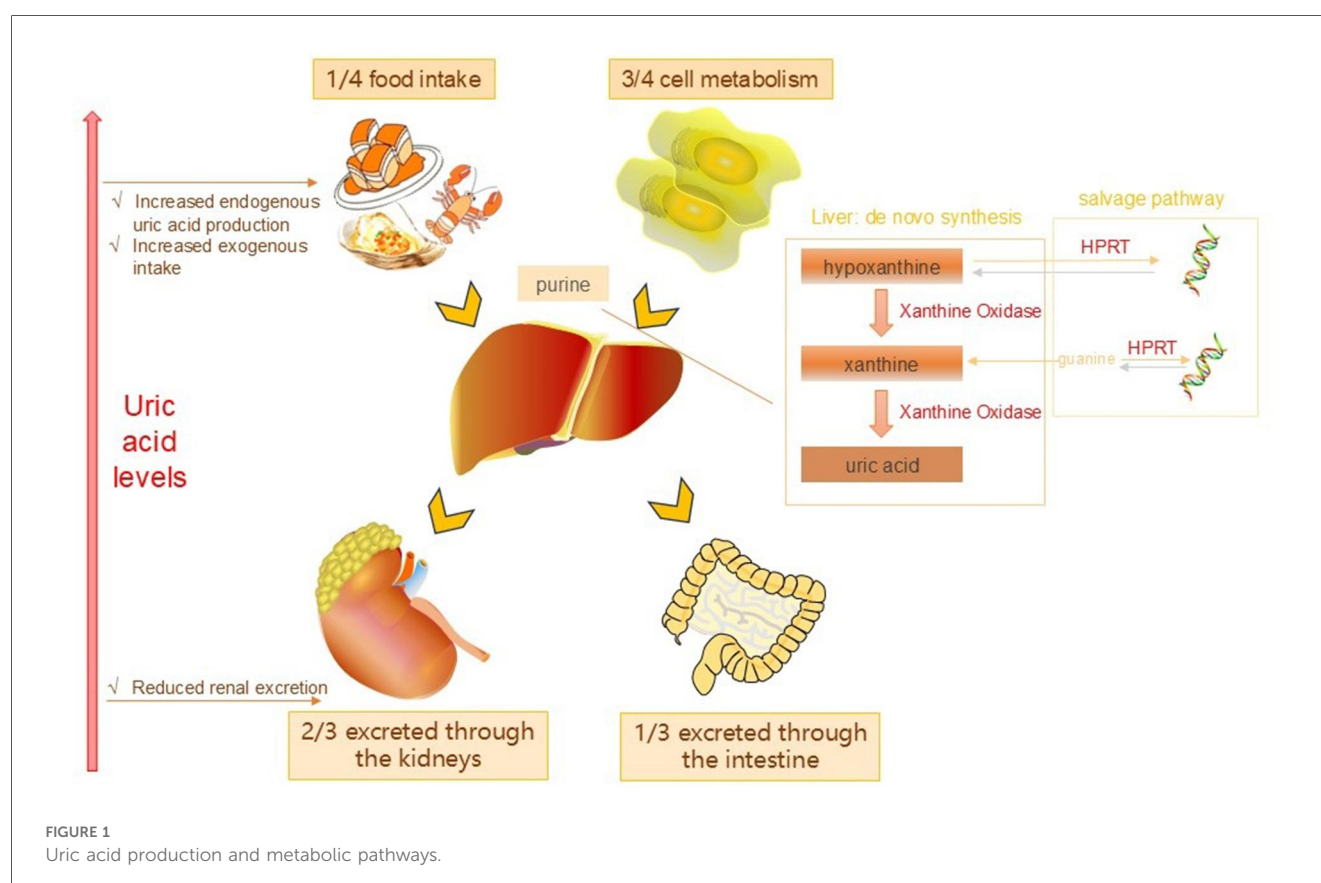 1/4 food intake
3/4 cell metabolism
√ Increased endogenous
uric acid production
√ Increased exogenous
intake
Uric
acid
levels
purine
Liver: de novo synthesis
hypoxanthine
Xanthine Oxidase
xanthine
Xanthine Oxidase
uric acid
salvage pathway
HPRT
guanine
HPRT
√ Reduced renal excretion
2/3 excreted through
the kidneys
1/3 excreted through
the intestine
FIGURE 1
Uric acid production and metabolic pathways.